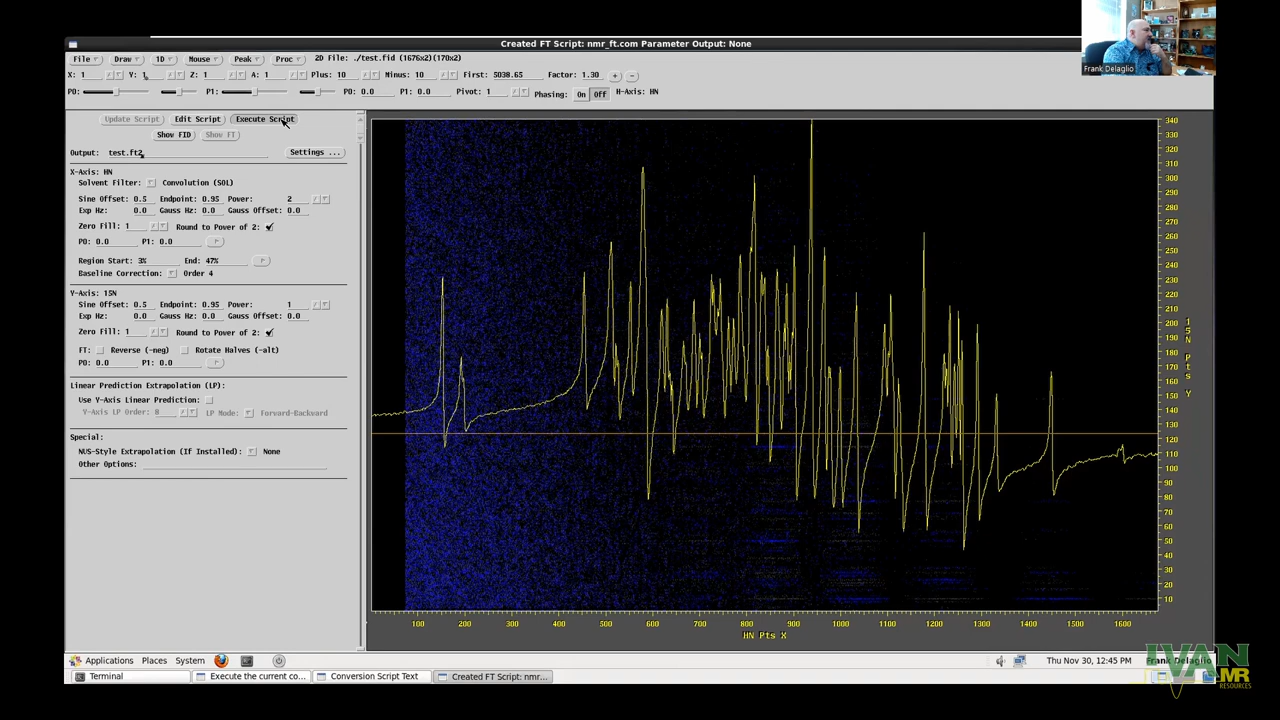 Created FT Script: nmr_ft.com Parameter Output: None
File Draw 1D Mouse Peak Proc 2D File: ./test.fid (1676x2)(170x2)
X: 1 Y: 1 Z: 1 A: 1 Plus: 10 Minus: 10 First: 5038.65 Factor: 1.30 + -
P0: P1: P0: 0.0 P1: 0.0 Pivot: 1 Phasing: On Off H-Axis: HN
Frank Delaglio
Update Script Edit Script Execute Script
Show FID Show FT
Output: test.ft2 Settings ...
X-Axis: HN
Solvent Filter: Convolution (SOL)
Sine Offset: 0.5 Endpoint: 0.95 Power: 2
Exp Hz: 0.0 Gauss Hz: 0.0 Gauss Offset: 0.0
Zero Fill: 1 Round to Power of 2:
P0: 0.0 P1: 0.0
Region Start: 3% End: 47%
Baseline Correction: Order 4
Y-Axis: 15N
Sine Offset: 0.5 Endpoint: 0.95 Power: 1
Exp Hz: 0.0 Gauss Hz: 0.0 Gauss Offset: 0.0
Zero Fill: 1 Round to Power of 2:
FT: Reverse (-neg) Rotate Halves (-alt)
P0: 0.0 P1: 0.0
Linear Prediction Extrapolation (LP):
Use Y-Axis Linear Prediction:
Y-Axis LP Order: 8 LP Mode: Forward-Backward
Special:
NUS-Style Extrapolation (If Installed): None
Other Options:
340
330
320
310
300
290
280
270
260
250
240
230
220
210
200
190
180
170
160
150
140
130
120
110
100
90
80
70
60
50
40
30
20
10
15N Pts Y
100 200 300 400 500 600 700 800 900 1000 1100 1200 1300 1400 1500 1600
HN Pts X
Applications Places System Thu Nov 30, 12:45 PM Frank Delaglio
Terminal Execute the current co... Conversion Script Text Created FT Script: nmr...
IVAN
NMR
RESOURCES